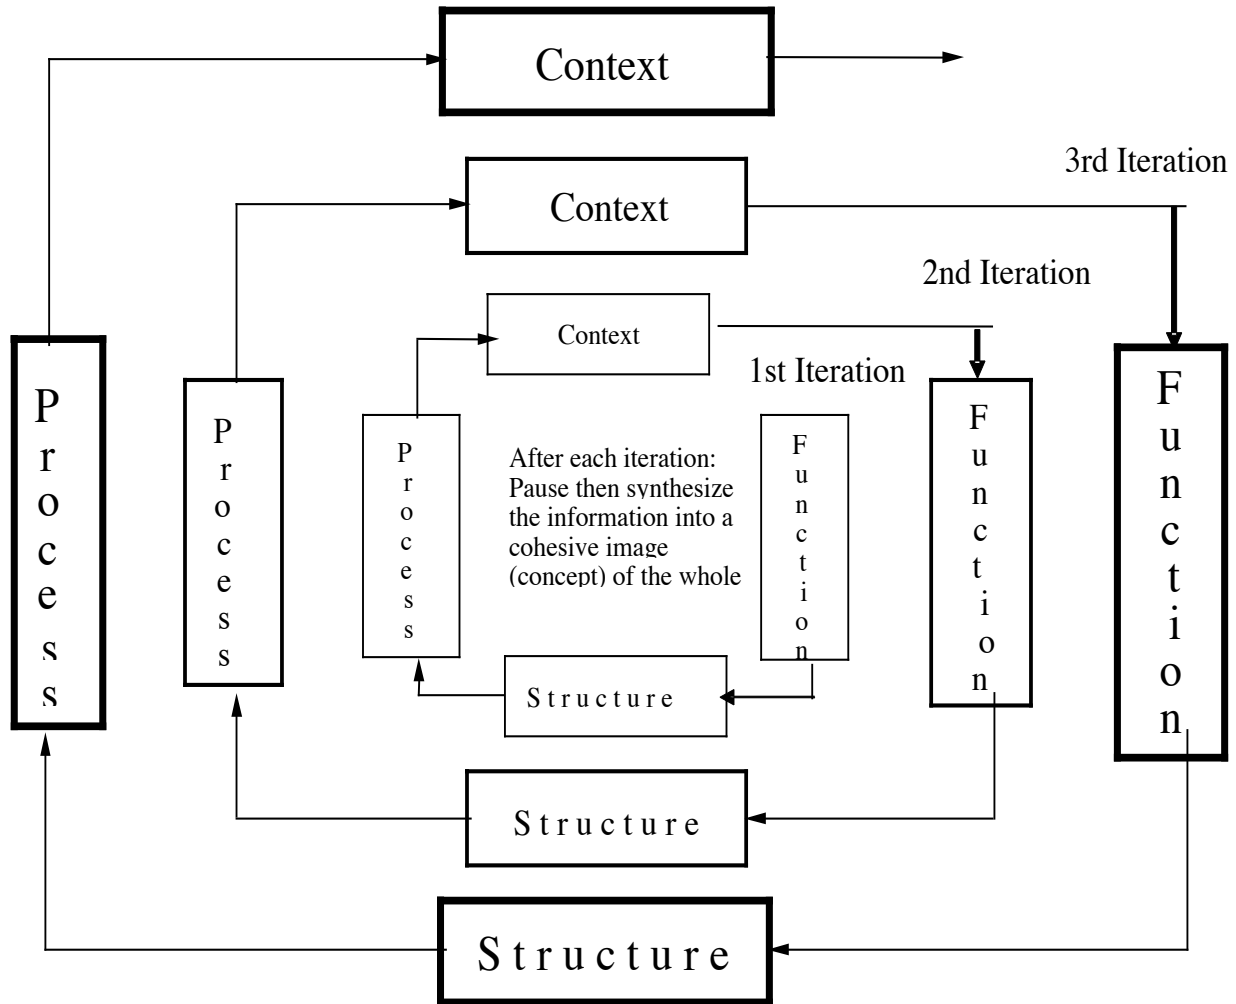 Context
Context
3rd Iteration
2nd Iteration
Context
1st Iteration
Process
Process
Process
After each iteration:
Pause then synthesize
the information into a
cohesive image
(concept) of the whole
Function
Function
Function
Structure
Structure
Structure